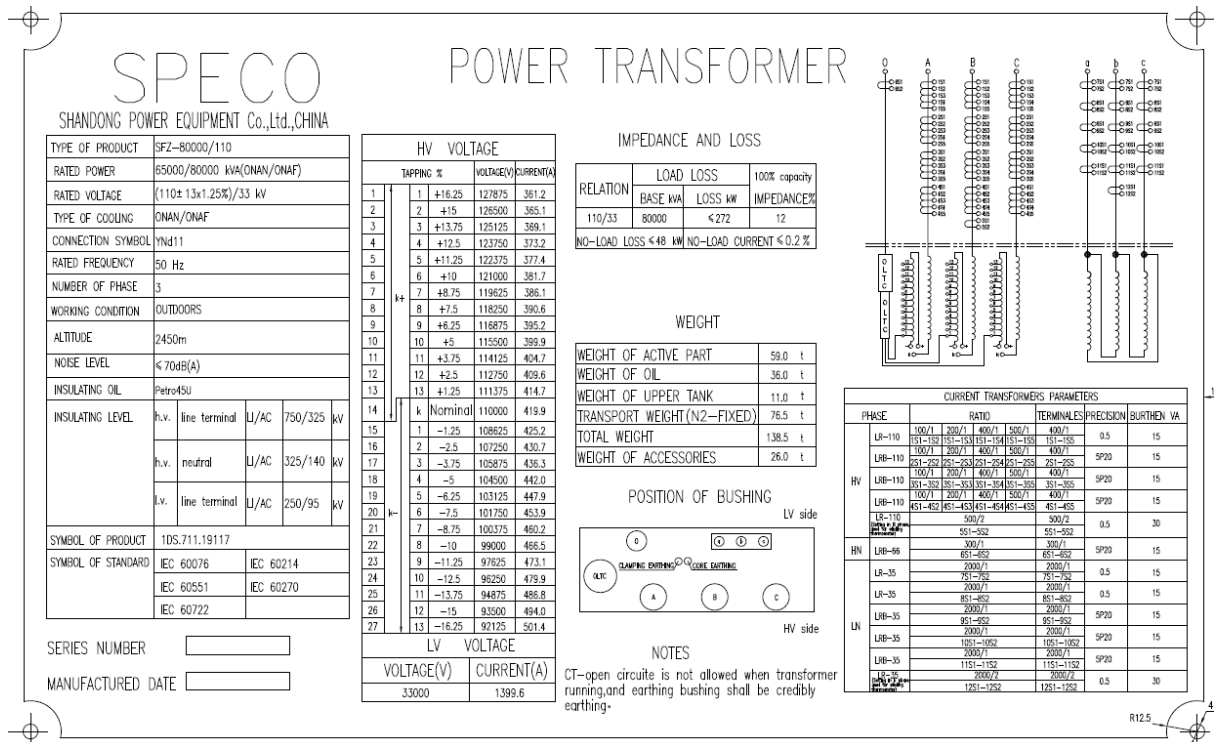 SPECO
SHANDONG POWER EQUIPMENT Co.,Ltd.,CHINA
POWER TRANSFORMER
TYPE OF PRODUCT SFZ-80000/110
RATED POWER 65000/80000 kVA(ONAN/ONAF)
RATED VOLTAGE (110± 13x1.25%)/33 kV
TYPE OF COOLING ONAN/ONAF
CONNECTION SYMBOL YNd11
RATED FREQUENCY 50 Hz
NUMBER OF PHASE 3
WORKING CONDITION OUTDOORS
ALTITUDE 2450m
NOISE LEVEL ≤70dB(A)
INSULATING OIL Petro45U
INSULATING LEVEL h.v. line terminal LI/AC 750/325 kV
h.v. neutral LI/AC 325/140 kV
l.v. line terminal LI/AC 250/95 kV
SYMBOL OF PRODUCT 1DS.711.19117
SYMBOL OF STANDARD IEC 60076 IEC 60214
IEC 60551 IEC 60270
IEC 60722
SERIES NUMBER
MANUFACTURED DATE
HV VOLTAGE
TAPPING % VOLTAGE(V) CURRENT(A)
1 1 +16.25 127875 361.2
2 2 +15 126500 365.1
3 3 +13.75 125125 369.1
4 4 +12.5 123750 373.2
5 5 +11.25 122375 377.4
6 6 +10 121000 381.7
7 k+ 7 +8.75 119625 386.1
8 8 +7.5 118250 390.6
9 9 +6.25 116875 395.2
10 10 +5 115500 399.9
11 11 +3.75 114125 404.7
12 12 +2.5 112750 409.6
13 13 +1.25 111375 414.7
14 k Nominal 110000 419.9
15 1 -1.25 108625 425.2
16 2 -2.5 107250 430.7
17 3 -3.75 105875 436.3
18 4 -5 104500 442.0
19 5 -6.25 103125 447.9
20 k- 6 -7.5 101750 453.9
21 7 -8.75 100375 460.2
22 8 -10 99000 466.5
23 9 -11.25 97625 473.1
24 10 -12.5 96250 479.9
25 11 -13.75 94875 486.8
26 12 -15 93500 494.0
27 13 -16.25 92125 501.4
LV VOLTAGE
VOLTAGE(V) CURRENT(A)
33000 1399.6
IMPEDANCE AND LOSS
RELATION LOAD LOSS 100% capacity
BASE kVA LOSS kW IMPEDANCE%
110/33 80000 ≤272 12
NO-LOAD LOSS ≤48 kW NO-LOAD CURRENT ≤0.2 %
WEIGHT
WEIGHT OF ACTIVE PART 59.0 t
WEIGHT OF OIL 36.0 t
WEIGHT OF UPPER TANK 11.0 t
TRANSPORT WEIGHT(N2-FIXED) 76.5 t
TOTAL WEIGHT 138.5 t
WEIGHT OF ACCESSORIES 26.0 t
POSITION OF BUSHING
LV side
O a b c
CLAMPING EARTHING CORE EARTHING
OLTC
A B C
HV side
NOTES
CT-open circuite is not allowed when transformer
running,and earthing bushing shall be credibly
earthing.
O A B C a b c
OLTC
OLTC
CURRENT TRANSFORMERS PARAMETERS
PHASE RATIO TERMINALES PRECISION BURTHEN VA
HV
LR-110 100/1 200/1 400/1 500/1 400/1 0.5 15
1S1-1S2 1S1-1S3 1S1-1S4 1S1-1S5 1S1-1S5
LRB-110 100/1 200/1 400/1 500/1 400/1 5P20 15
2S1-2S2 2S1-2S3 2S1-2S4 2S1-2S5 2S1-2S5
LRB-110 100/1 200/1 400/1 500/1 400/1 5P20 15
3S1-3S2 3S1-3S3 3S1-3S4 3S1-3S5 3S1-3S5
LRB-110 100/1 200/1 400/1 500/1 400/1 5P20 15
4S1-4S2 4S1-4S3 4S1-4S4 4S1-4S5 4S1-4S5
LR-110 500/2 500/2 0.5 30
5S1-5S2 5S1-5S2
HN LRB-66 300/1 300/1 5P20 15
6S1-6S2 6S1-6S2
LN
LR-35 2000/1 2000/1 0.5 15
7S1-7S2 7S1-7S2
LR-35 2000/1 2000/1 0.5 15
8S1-8S2 8S1-8S2
LRB-35 2000/1 2000/1 5P20 15
9S1-9S2 9S1-9S2
LRB-35 2000/1 2000/1 5P20 15
10S1-10S2 10S1-10S2
LRB-35 2000/1 2000/1 5P20 15
11S1-11S2 11S1-11S2
LR-35 2000/2 2000/2 0.5 30
12S1-12S2 12S1-12S2
R12.5
4